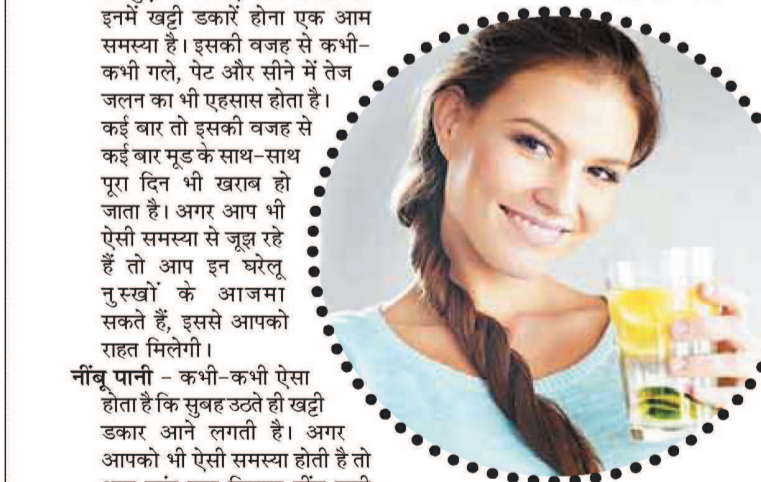 इनमें खट्टी डकारें होना एक आम
समस्या है। इसकी वजह से कभी-
कभी गले, पेट और सीने में तेज
जलन का भी एहसास होता है।
कई बार तो इसकी वजह से
कई बार मूड के साथ-साथ
पूरा दिन भी खराब हो
जाता है। अगर आप भी
ऐसी समस्या से जूझ रहे
हैं तो आप इन घरेलू
नुस्खों के आजमा
सकते हैं, इससे आपको
राहत मिलेगी।
नींबू पानी - कभी-कभी ऐसा
होता है कि सुबह उठते ही खट्टी
डकार आने लगती है। अगर
आपको भी ऐसी समस्या होती है तो